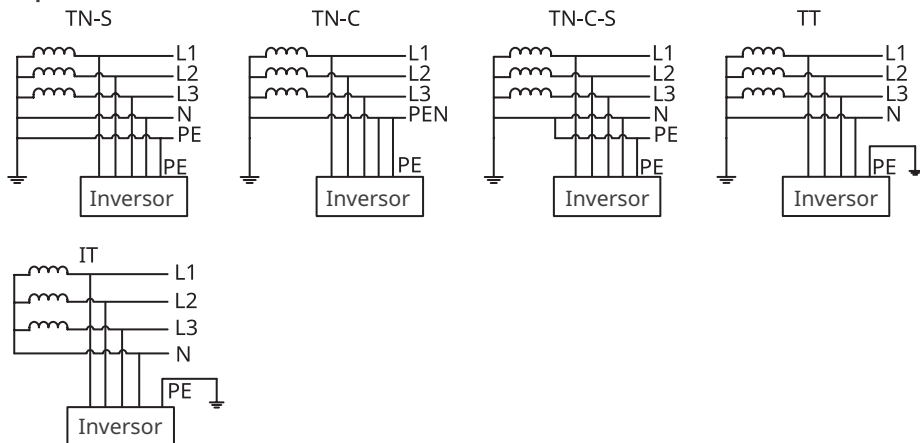 TN-S
L1
L2
L3
N
PE
PE
Inversor
TN-C
L1
L2
L3
PEN
PE
Inversor
TN-C-S
L1
L2
L3
N
PE
PE
Inversor
TT
L1
L2
L3
N
PE
Inversor
IT
L1
L2
L3
N
PE
Inversor